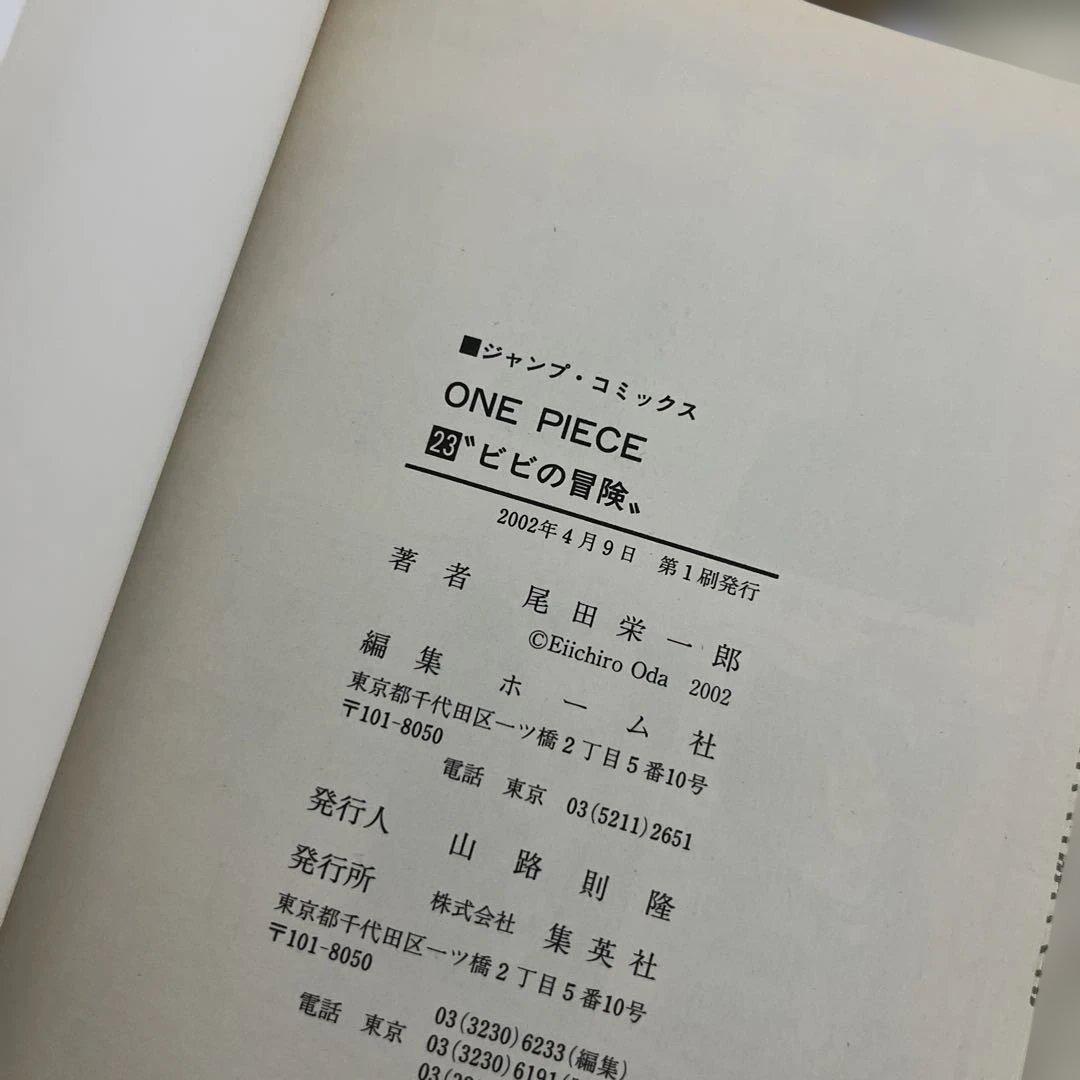 ■ジャンプ・コミックス
ONE PIECE
23〝ビビの冒険〟
2002年4月9日 第1刷発行
著者 尾田栄一郎
©Eiichiro Oda 2002
編集 ホーム社
東京都千代田区一ツ橋2丁目5番10号
〒101-8050
電話 東京 03(5211)2651
発行人 山路則隆
発行所 株式会社 集英社
東京都千代田区一ツ橋2丁目5番10号
〒101-8050
03(3230)6233(編集)
電話 東京 03(3230)6191(